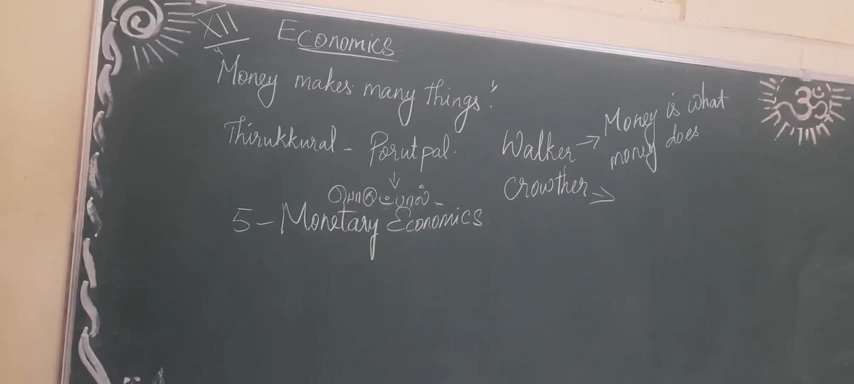 XII Economics
"Money makes many things".
Thirukkural - Porutpal.
↓
பொருட்பால் -
5 - Monetary Economics
Walker → Money is what
money does
Crowther →
ॐ